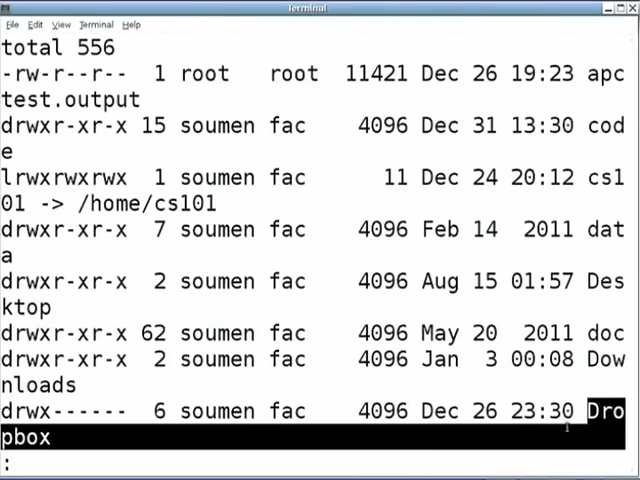 Terminal
File Edit View Terminal Help
total 556
-rw-r--r--  1 root   root  11421 Dec 26 19:23 apc
test.output
drwxr-xr-x 15 soumen fac    4096 Dec 31 13:30 cod
e
lrwxrwxrwx  1 soumen fac      11 Dec 24 20:12 cs1
01 -> /home/cs101
drwxr-xr-x  7 soumen fac    4096 Feb 14  2011 dat
a
drwxr-xr-x  2 soumen fac    4096 Aug 15 01:57 Des
ktop
drwxr-xr-x 62 soumen fac    4096 May 20  2011 doc
drwxr-xr-x  2 soumen fac    4096 Jan  3 00:08 Dow
nloads
drwx------  6 soumen fac    4096 Dec 26 23:30 Dro
pbox
: